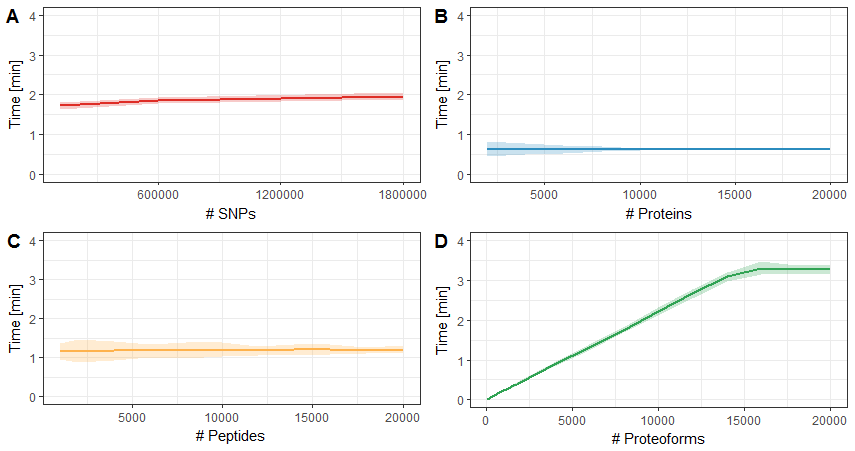 A
Time [min]
4
3
2
1
0
600000 1200000 1800000
# SNPs
B
Time [min]
4
3
2
1
0
5000 10000 15000 20000
# Proteins
C
Time [min]
4
3
2
1
0
5000 10000 15000 20000
# Peptides
D
Time [min]
4
3
2
1
0
0 5000 10000 15000 20000
# Proteoforms